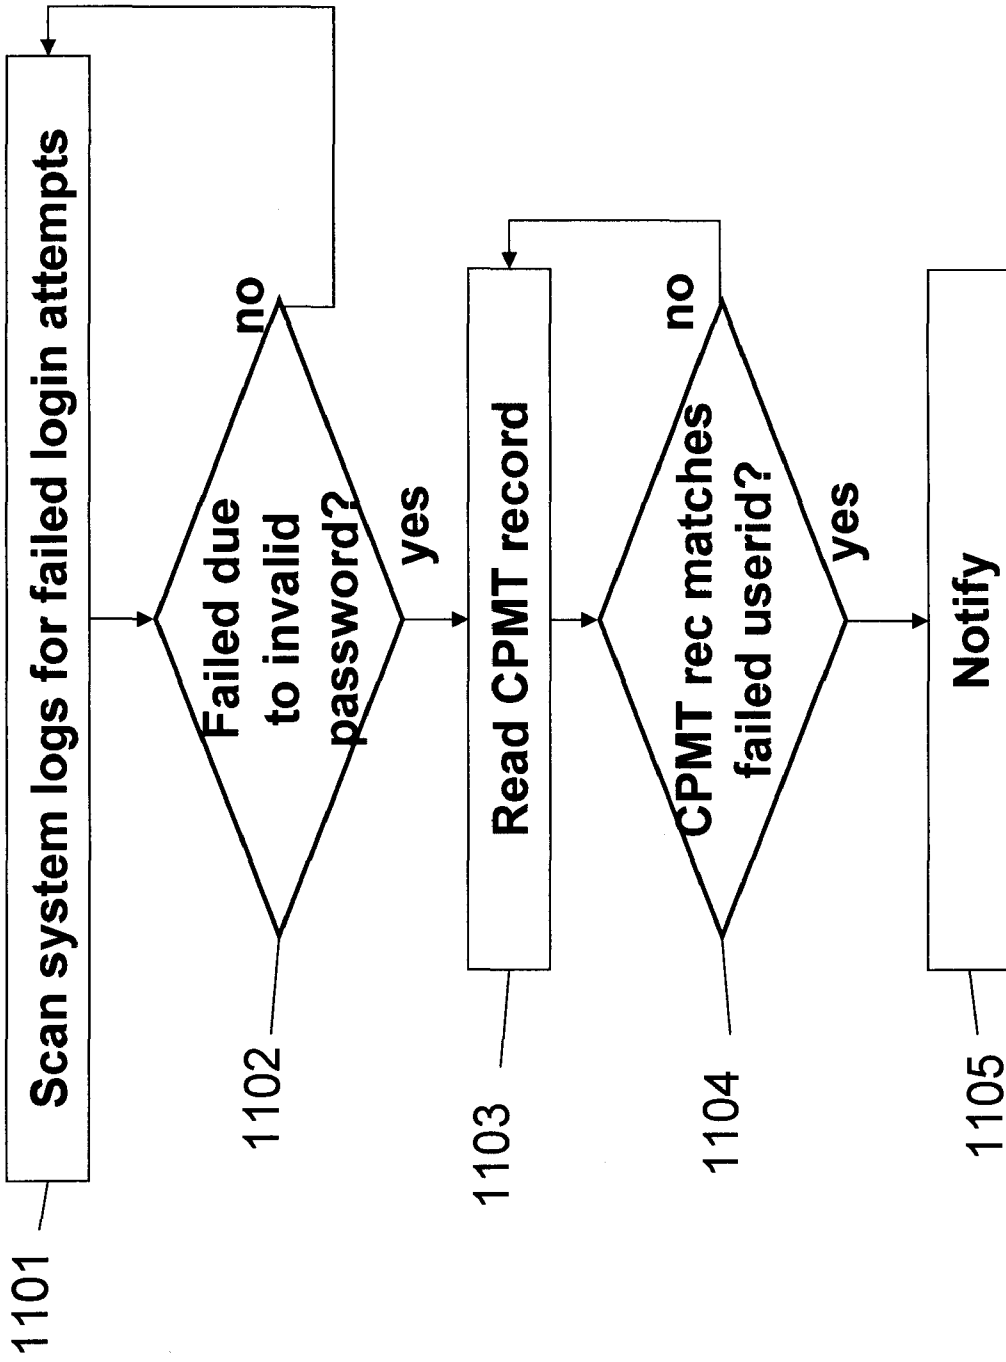 Scan system logs for failed login attempts
1101
Failed due
to invalid
password?
no
yes
1102
Read CPMT record
1103
CPMT rec matches
failed userid?
no
yes
1104
Notify
1105